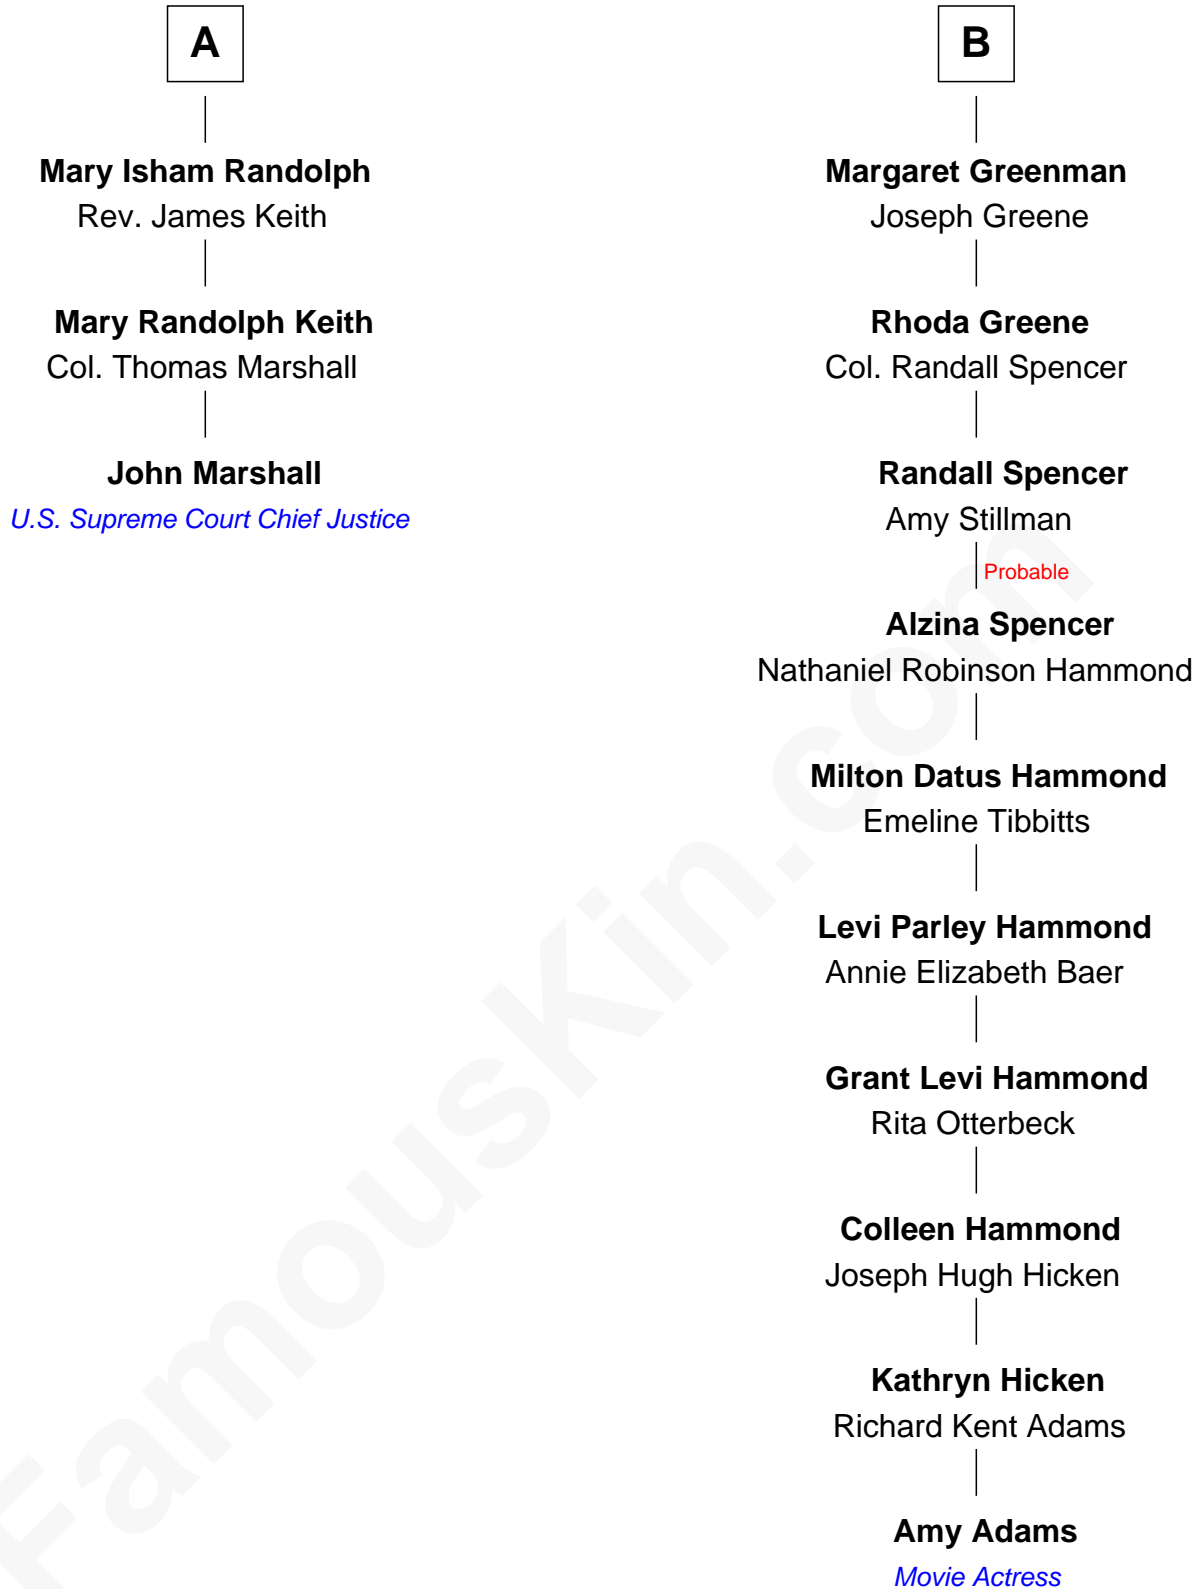 A
Mary Isham Randolph
Rev. James Keith
Mary Randolph Keith
Col. Thomas Marshall
John Marshall
U.S. Supreme Court Chief Justice
B
Margaret Greenman
Joseph Greene
Rhoda Greene
Col. Randall Spencer
Randall Spencer
Amy Stillman
Probable
Alzina Spencer
Nathaniel Robinson Hammond
Milton Datus Hammond
Emeline Tibbitts
Levi Parley Hammond
Annie Elizabeth Baer
Grant Levi Hammond
Rita Otterbeck
Colleen Hammond
Joseph Hugh Hicken
Kathryn Hicken
Richard Kent Adams
Amy Adams
Movie Actress
FamousKin.com